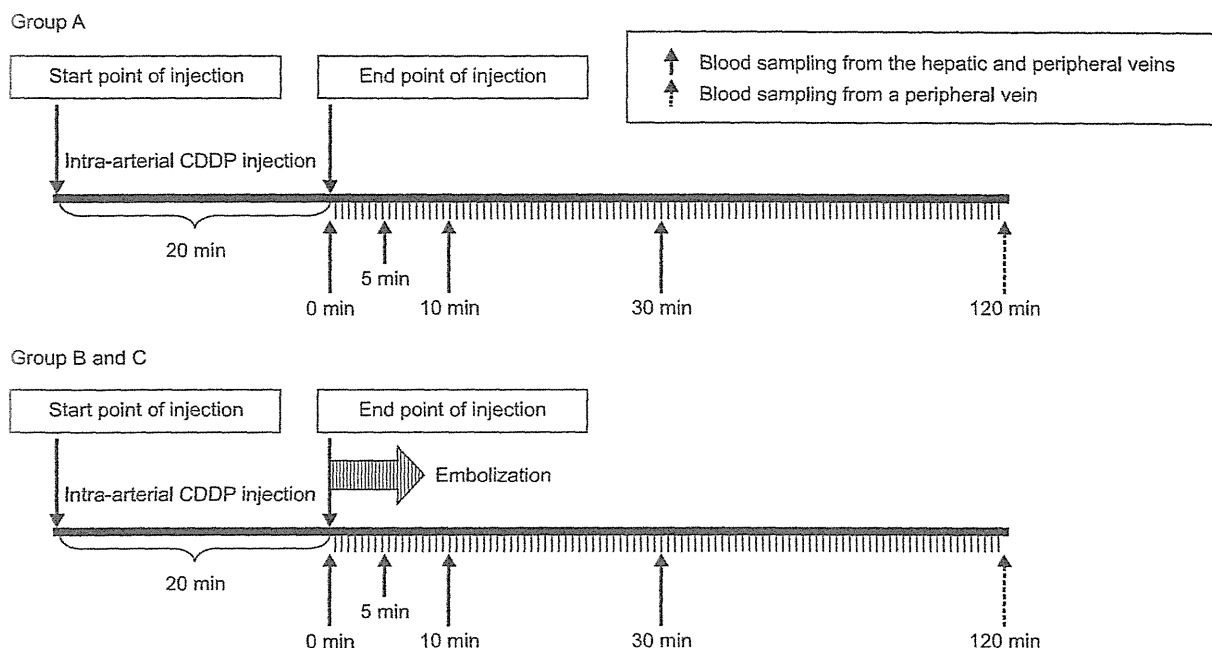 Group A
Start point of injection
End point of injection
Blood sampling from the hepatic and peripheral veins
Blood sampling from a peripheral vein
Intra-arterial CDDP injection
20 min
5 min
0 min
10 min
30 min
120 min
Group B and C
Start point of injection
End point of injection
Embolization
Intra-arterial CDDP injection
20 min
5 min
0 min
10 min
30 min
120 min